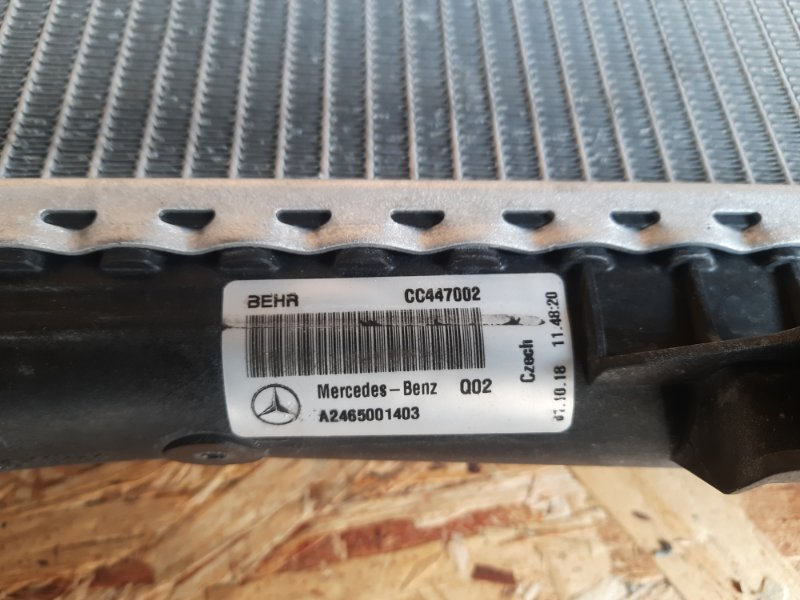 BEHR CC447002
Mercedes-Benz Q02
A2465001403
Czech
.10.18 11.48:20